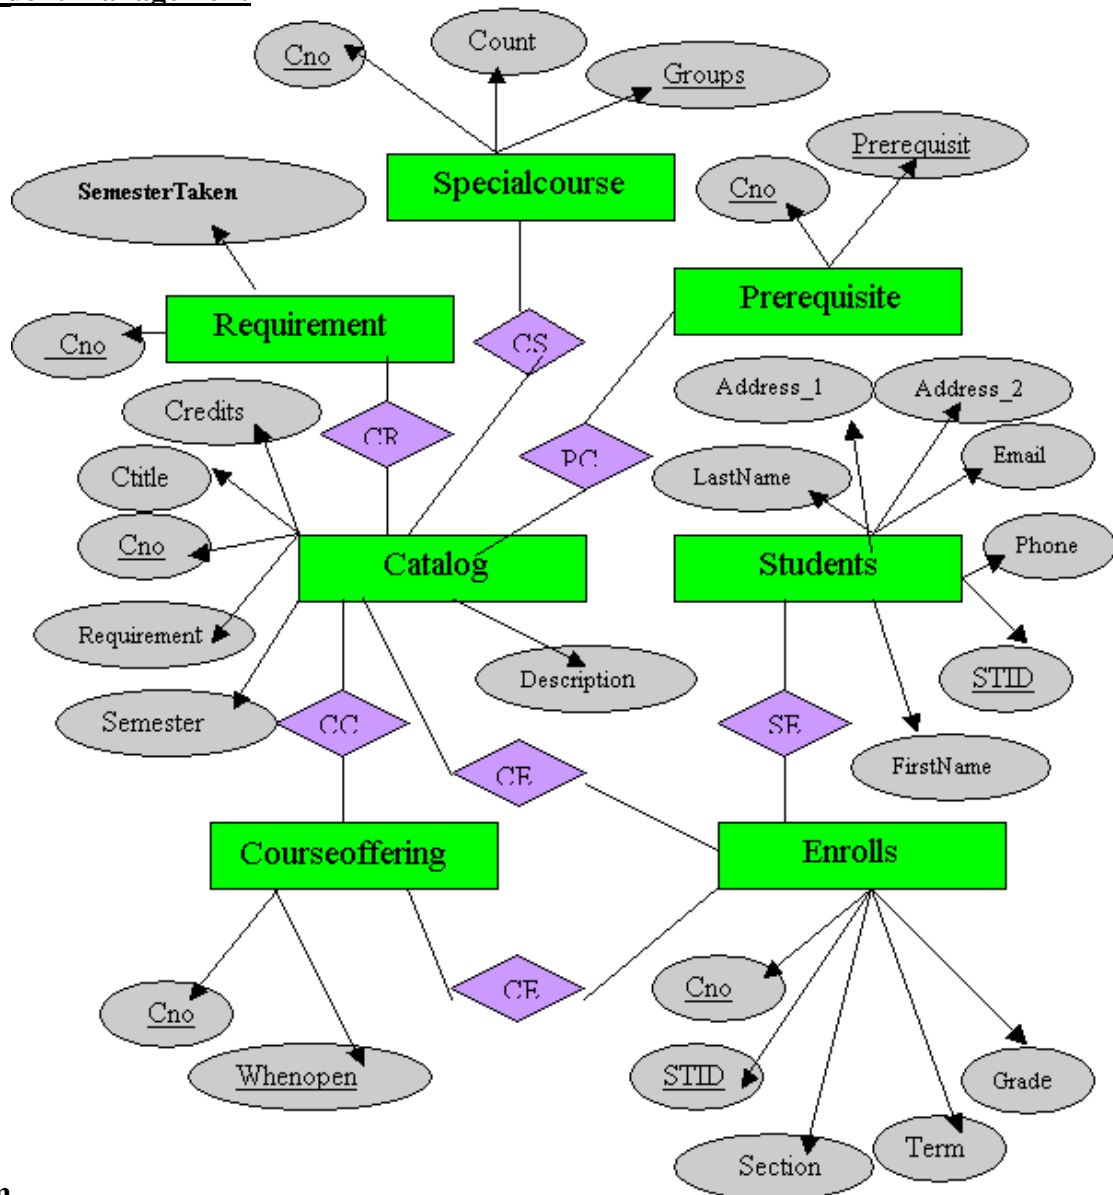 Cno
Count
Groups
Prerequisit
Cno
Specialcourse
SemesterTaken
Prerequisite
Requirement
Cno
CS
Address_1
Address_2
Credits
CR
PC
LastName
Email
Ctitle
Cno
Catalog
Students
Phone
Requirement
Description
STID
Semester
CC
SE
CE
FirstName
Courseoffering
Enrolls
Cno
CE
Cno
Whenopen
STID
Grade
Section
Term